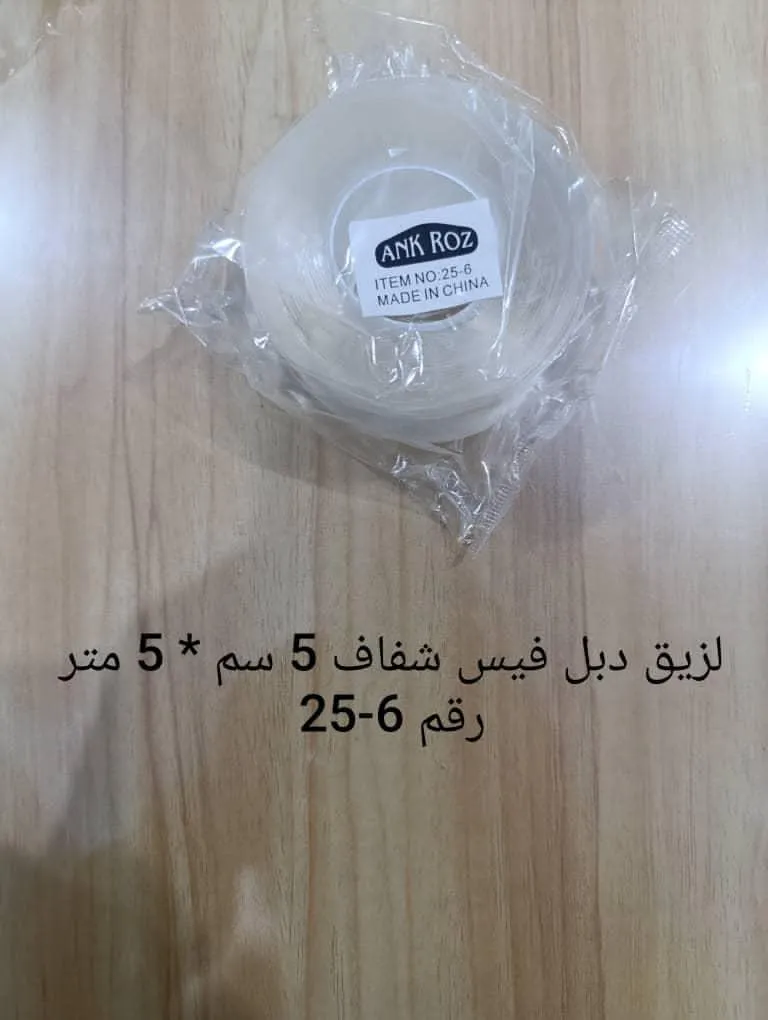 ANK ROZ
ITEM NO:25-6
MADE IN CHINA
لزيق دبل فيس شفاف 5 سم * 5 متر
رقم 6-25